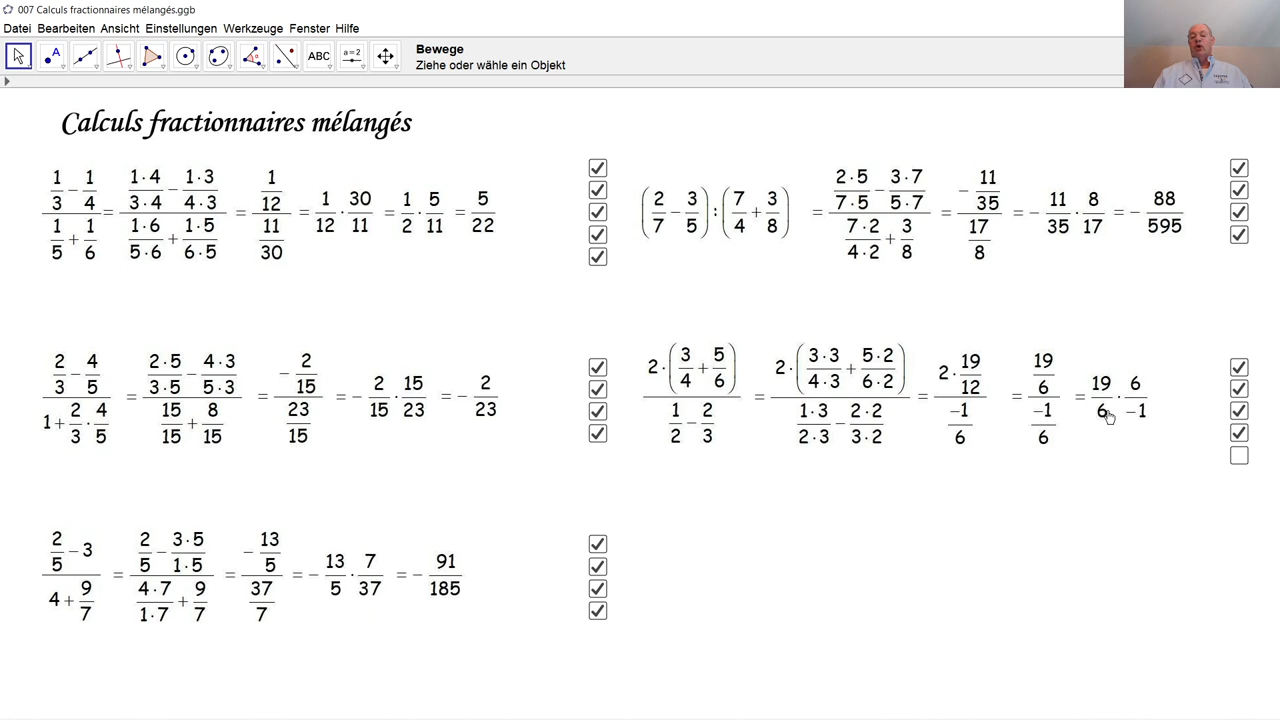 007 Calculs fractionnaires mélangés.ggb
Datei Bearbeiten Ansicht Einstellungen Werkzeuge Fenster Hilfe
A ABC a=2 Bewege
Ziehe oder wähle ein Objekt
Calculs fractionnaires mélangés
(1/3 − 1/4)/(1/5 + 1/6) = ((1·4)/(3·4) − (1·3)/(4·3))/((1·6)/(5·6) + (1·5)/(6·5)) = (1/12)/(11/30) = 1/12 · 30/11 = 1/2 · 5/11 = 5/22
(2/7 − 3/5) : (7/4 + 3/8) = ((2·5)/(7·5) − (3·7)/(5·7))/((7·2)/(4·2) + 3/8) = (− 11/35)/(17/8) = − 11/35 · 8/17 = − 88/595
(2/3 − 4/5)/(1 + 2/3 · 4/5) = ((2·5)/(3·5) − (4·3)/(5·3))/(15/15 + 8/15) = (− 2/15)/(23/15) = − 2/15 · 15/23 = − 2/23
(2·(3/4 + 5/6))/(1/2 − 2/3) = (2·((3·3)/(4·3) + (5·2)/(6·2)))/((1·3)/(2·3) − (2·2)/(3·2)) = (2·19/12)/(−1/6) = (19/6)/(−1/6) = 19/6 · 6/−1
(2/5 − 3)/(4 + 9/7) = (2/5 − (3·5)/(1·5))/((4·7)/(1·7) + 9/7) = (− 13/5)/(37/7) = − 13/5 · 7/37 = − 91/185